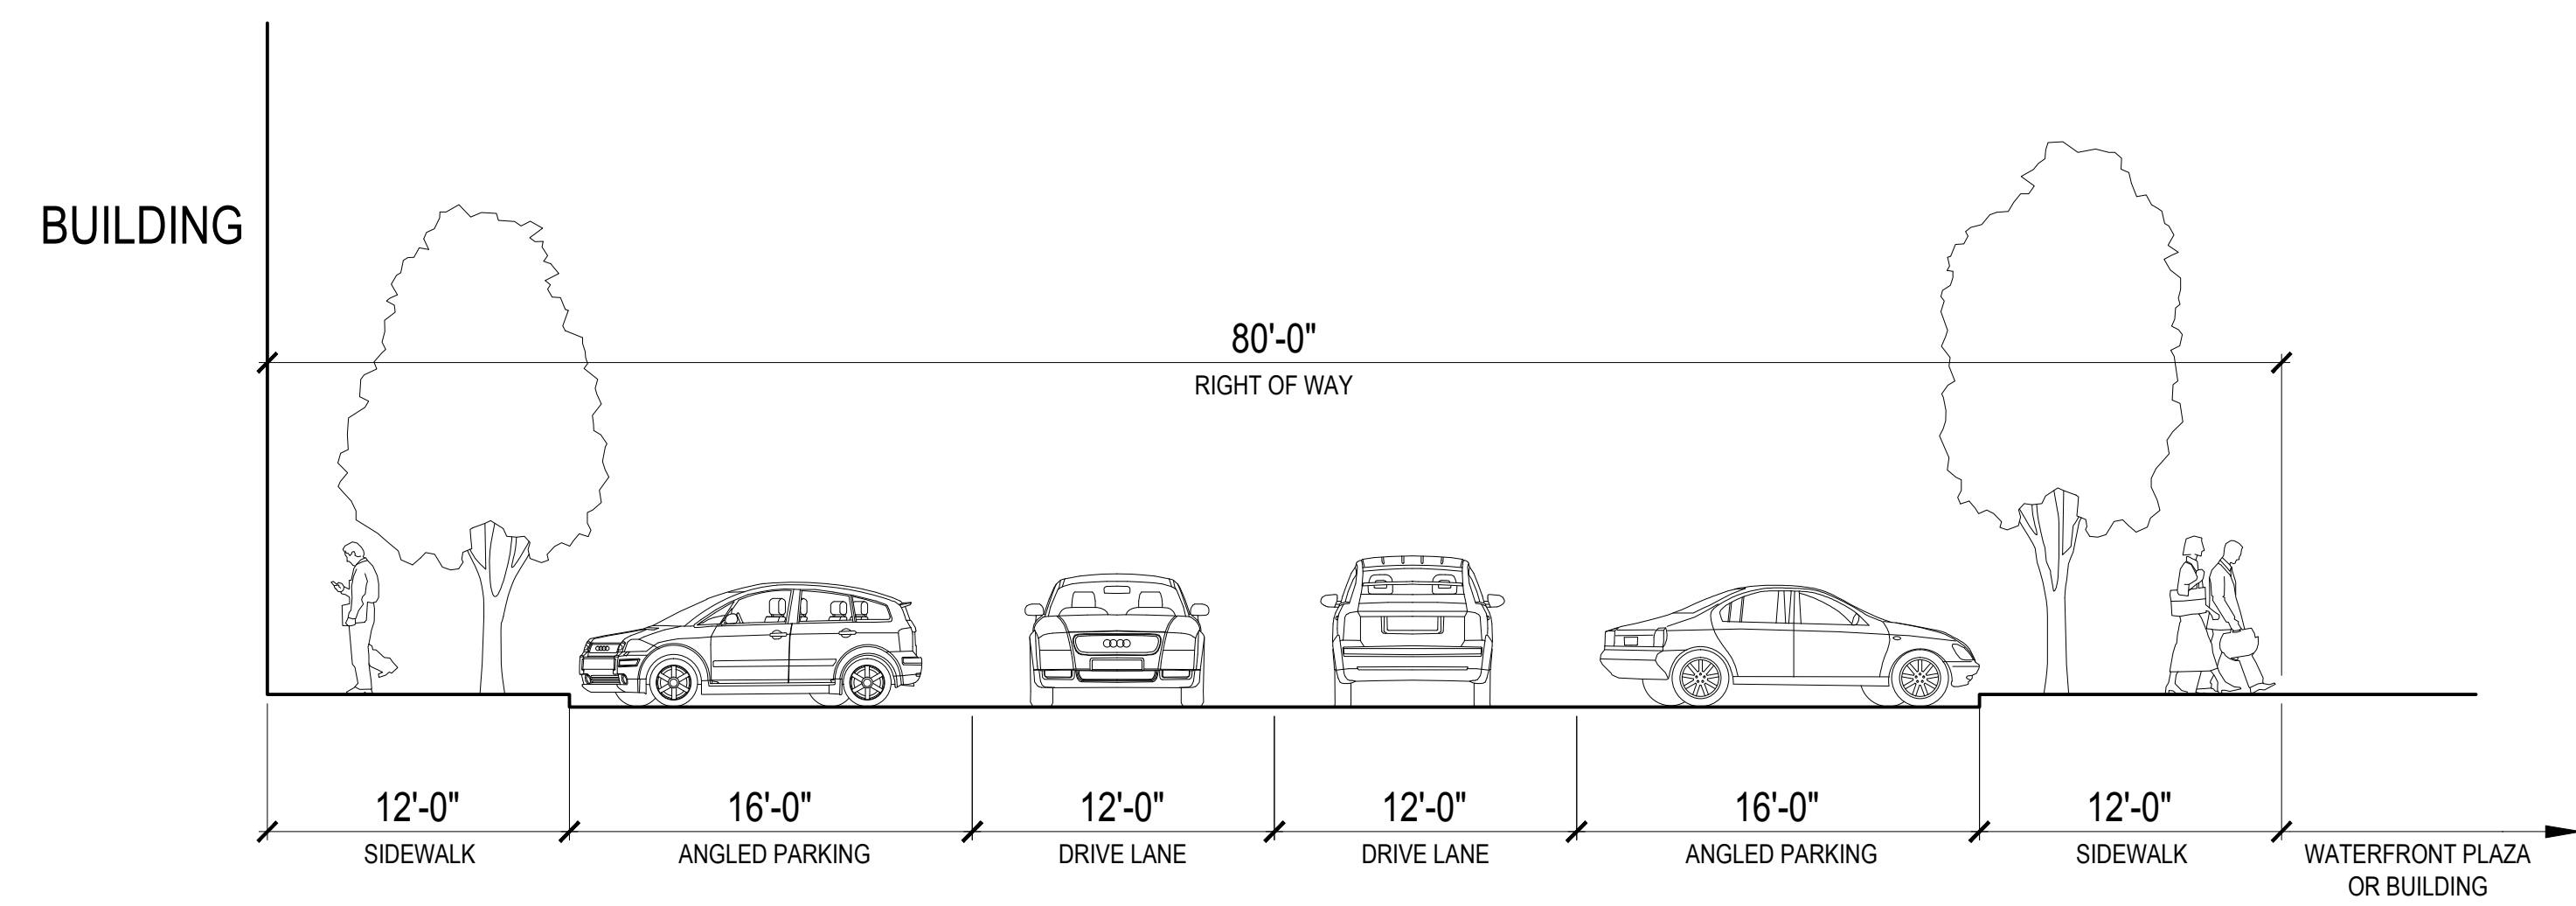 BUILDING
80'-0"
RIGHT OF WAY
12'-0"
16'-0"
12'-0"
12'-0"
16'-0"
12'-0"
SIDEWALK
ANGLED PARKING
DRIVE LANE
DRIVE LANE
ANGLED PARKING
SIDEWALK
WATERFRONT PLAZA
OR BUILDING